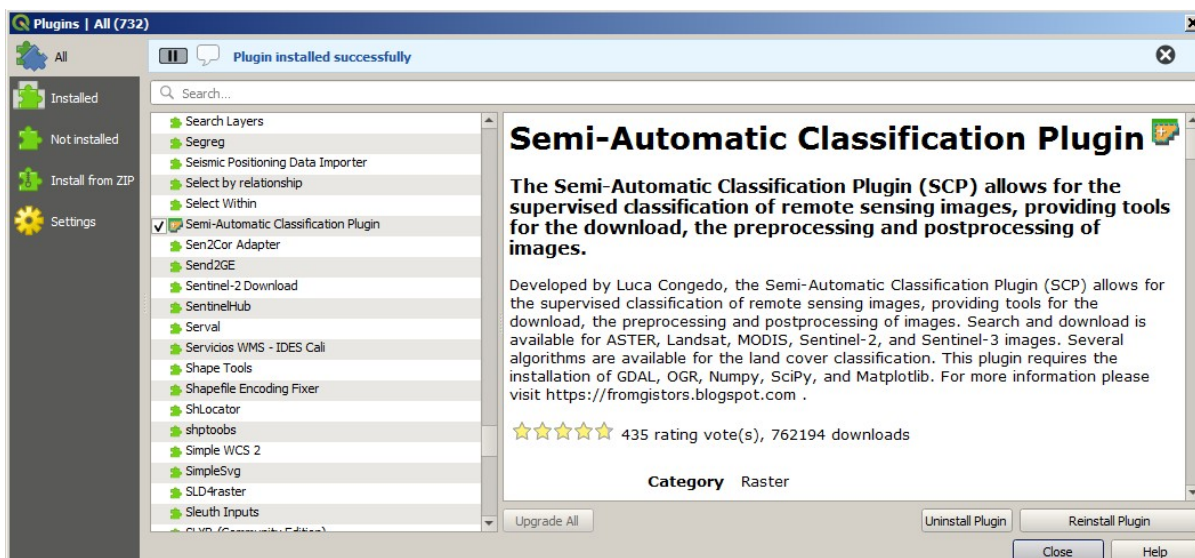 Plugins | All (732)
All
Installed
Not installed
Install from ZIP
Settings
Plugin installed successfully
Search...
Search Layers
Segreg
Seismic Positioning Data Importer
Select by relationship
Select Within
Semi-Automatic Classification Plugin
Sen2Cor Adapter
Send2GE
Sentinel-2 Download
SentinelHub
Serval
Servicios WMS - IDES Cali
Shape Tools
Shapefile Encoding Fixer
ShLocator
shptoobs
Simple WCS 2
SimpleSvg
SLD4raster
Sleuth Inputs
SLYR (Community Edition)
Semi-Automatic Classification Plugin
The Semi-Automatic Classification Plugin (SCP) allows for the
supervised classification of remote sensing images, providing tools
for the download, the preprocessing and postprocessing of
images.
Developed by Luca Congedo, the Semi-Automatic Classification Plugin (SCP) allows for
the supervised classification of remote sensing images, providing tools for the
download, the preprocessing and postprocessing of images. Search and download is
available for ASTER, Landsat, MODIS, Sentinel-2, and Sentinel-3 images. Several
algorithms are available for the land cover classification. This plugin requires the
installation of GDAL, OGR, Numpy, SciPy, and Matplotlib. For more information please
visit https://fromgistors.blogspot.com .
435 rating vote(s), 762194 downloads
Category Raster
Upgrade All
Uninstall Plugin
Reinstall Plugin
Close
Help